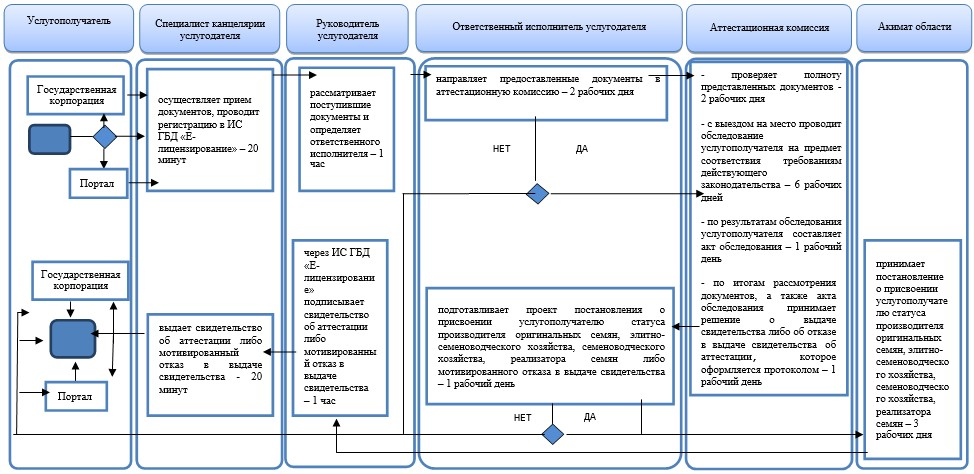 Услугополучатель
Специалист канцелярии
услугодателя
Руководитель
услугодателя
Ответственный исполнитель услугодателя
Аттестационная комиссия
Акимат области
Государственная
корпорация
Портал
осуществляет прием
документов, проводит
регистрацию в ИС
ГБД «Е-
лицензирование» – 20
минут
рассматривает
поступившие
документы и
определяет
ответственного
исполнителя – 1
час
направляет предоставленные документы в
аттестационную комиссию – 2 рабочих дня
НЕТ
ДА
- проверяет полноту
представленных документов -
2 рабочих дня
- с выездом на место проводит
обследование
услугополучателя на предмет
соответствия требованиям
действующего
законодательства – 6 рабочих
дней
- по результатам обследования
услугополучателя составляет
акт обследования – 1 рабочий
день
- по итогам рассмотрения
документов, а также акта
обследования принимает
решение о выдаче
свидетельства либо об отказе
в выдаче свидетельства об
аттестации, которое
оформляется протоколом – 1
рабочий день
Государственная
корпорация
Портал
выдает свидетельство
об аттестации либо
мотивированный
отказ в выдаче
свидетельства - 20
минут
через ИС ГБД
«Е-
лицензировани
е»
подписывает
свидетельство
об аттестации
либо
мотивированны
й отказ в
выдаче
свидетельства
– 1 час
подготавливает проект постановления о
присвоении услугополучателю статуса
производителя оригинальных семян, элитно-
семеноводческого хозяйства, семеноводческого
хозяйства, реализатора семян либо
мотивированного отказа в выдаче свидетельства
– 1 рабочий день
НЕТ
ДА
принимает
постановление
о присвоении
услугополучате
лю статуса
производителя
оригинальных
семян, элитно-
семеноводческо
го хозяйства,
семеноводческо
го хозяйства,
реализатора
семян – 3
рабочих дня